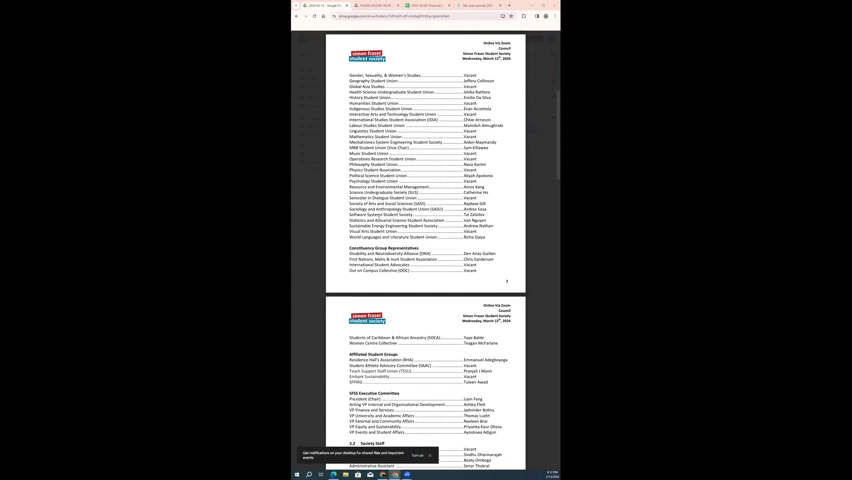 Online Via Zoom
Council
Simon Fraser Student Society
Wednesday, March 13th, 2024
simon fraser
student society
Gender, Sexuality, & Women's Studies Vacant
Geography Student Union Jeffery Collinson
Global Asia Studies Vacant
Health Science Undergraduate Student Union Ishika Rathore
History Student Union Emilio Da Silva
Humanities Student Union Vacant
Indigenous Studies Student Union Evan Accettola
Interactive Arts and Technology Student Union Vacant
International Studies Student Association (ISSA) Chloe Arneson
Labour Studies Student Union
Linguistics Student Union Vacant
Mathematics Student Union Vacant
Mechatronics System Engineering Student Society Aiden Maymandy
MBB Student Union (Vice-Chair) Sam Killawee
Music Student Union Vacant
Operations Research Student Union Vacant
Philosophy Student Union Nava Karimi
Physics Student Association Vacant
Political Science Student Union Aliyah Apolonio
Psychology Student Union Vacant
Resource and Environmental Management Amos Kang
Science Undergraduate Society (SUS) Catherine Ho
Semester in Dialogue Student Union Vacant
Society of Arts and Social Sciences (SASS) Rajdave Gill
Sociology and Anthropology Student Union (SASU) Andres Sosa
Software Systems Student Society Tal Zaloilov
Statistics and Actuarial Science Student Association Van Nguyen
Sustainable Energy Engineering Student Society Andrew Nathan
Visual Arts Student Union Vacant
World Languages and Literature Student Union Richa Daiya
Constituency Group Representatives
Disability and Neurodiversity Alliance (DNA) Den Arias Guillen
First Nations, Métis & Inuit Student Association Chris Sanderson
International Student Advocates Vacant
Out on Campus Collective (OOC) Vacant
Online Via Zoom
Council
Simon Fraser Student Society
Wednesday, March 13th, 2024
simon fraser
student society
Students of Caribbean & African Ancestry (SOCA) Yaye Balde
Women Centre Collective Teagan McFarlane
Affiliated Student Groups
Residence Hall's Association (RHA) Emmanuel Adegboyega
Student Athlete Advisory Committee (SAAC) Vacant
Teach Support Staff Union (TSSU) Pranjali J Mann
Embark Sustainability Vacant
SFPIRG Tuleen Awad
SFSS Executive Committee
President (Chair) Liam Feng
Acting VP Internal and Organizational Development Ashley Flett
VP Finance and Services Jadvinder Bolina
VP University and Academic Affairs Thomas Lueth
VP External and Community Affairs Navleen Brar
VP Equity and Sustainability Priyanka Kaur Dhesa
VP Events and Student Affairs Ayooluwa Adigun
3.2 Society Staff
Vacant
Sindhu Dharmarajah
Beaty Omboga
Administrative Assistant Simar Thukral
Get notifications on your desktop for shared files and important
events.
Turn on